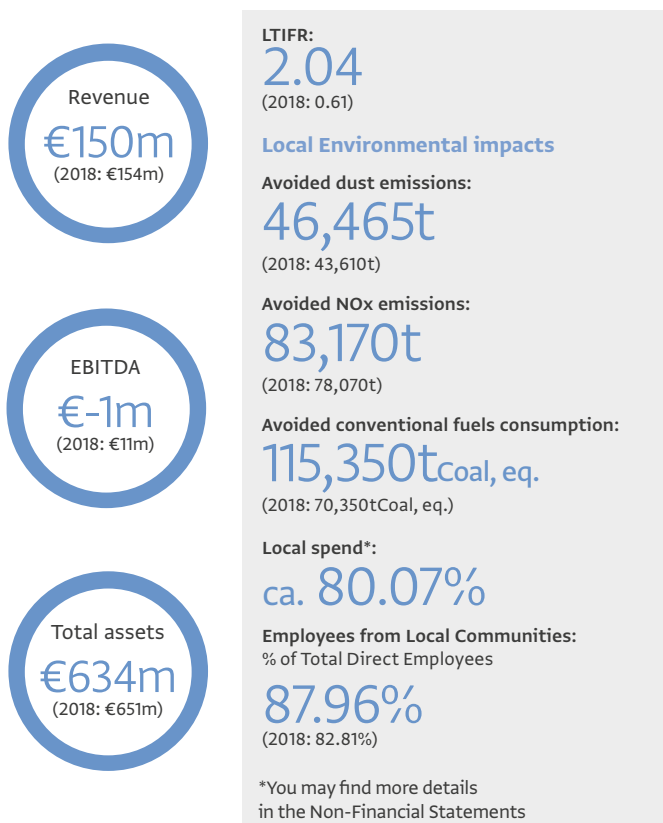 Revenue
€150m
(2018: €154m)
EBITDA
€-1m
(2018: €11m)
Total assets
€634m
(2018: €651m)
LTIFR:
2.04
(2018: 0.61)
Local Environmental impacts
Avoided dust emissions:
46,465t
(2018: 43,610t)
Avoided NOx emissions:
83,170t
(2018: 78,070t)
Avoided conventional fuels consumption:
115,350tCoal, eq.
(2018: 70,350tCoal, eq.)
Local spend*:
ca. 80.07%
Employees from Local Communities:
% of Total Direct Employees
87.96%
(2018: 82.81%)
*You may find more details
in the Non-Financial Statements